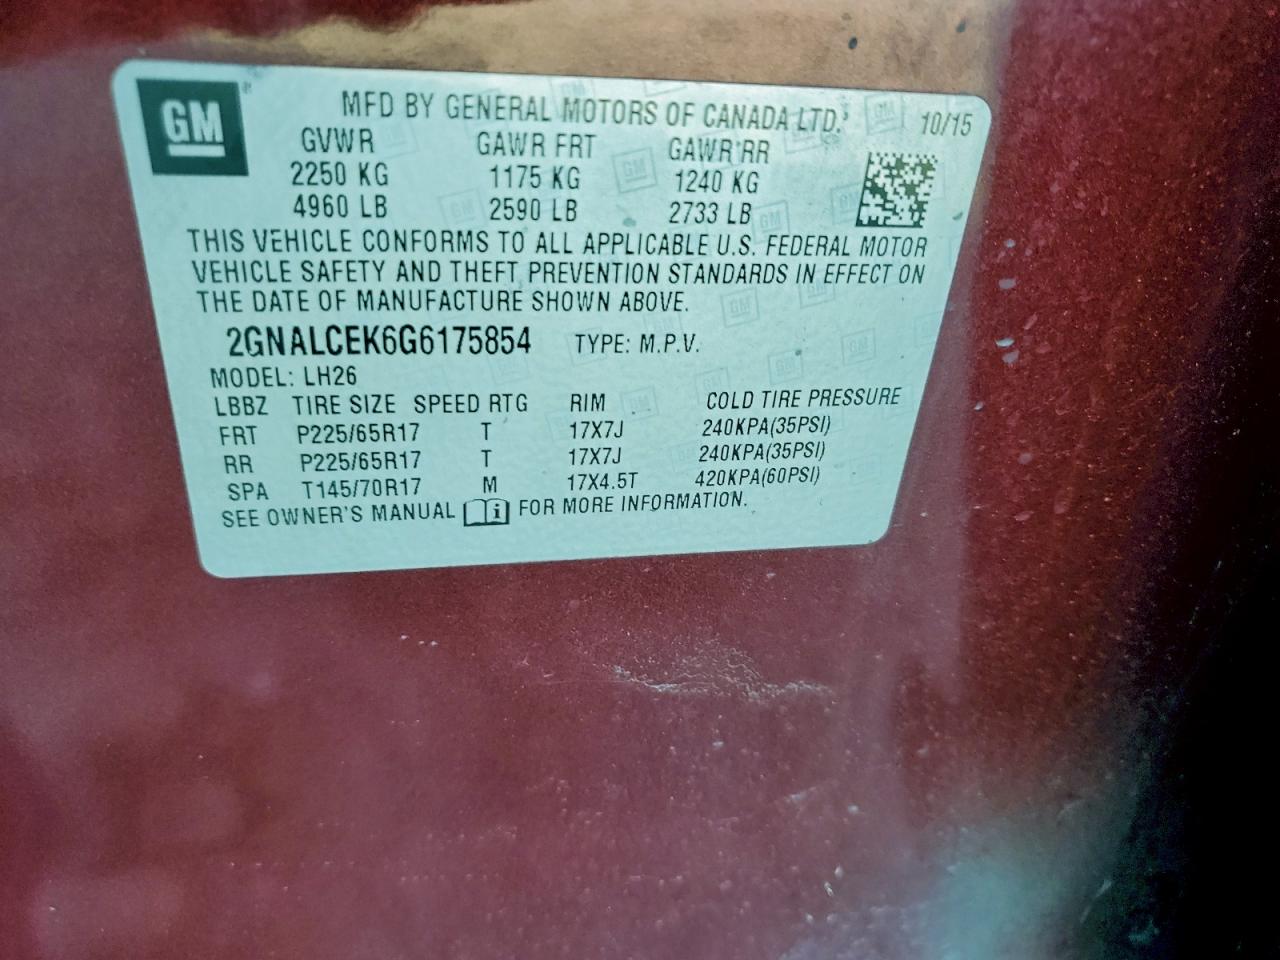 GM
MFD BY GENERAL MOTORS OF CANADA LTD. 10/15
GVWR GAWR FRT GAWR RR
2250 KG 1175 KG 1240 KG
4960 LB 2590 LB 2733 LB
THIS VEHICLE CONFORMS TO ALL APPLICABLE U.S. FEDERAL MOTOR
VEHICLE SAFETY AND THEFT PREVENTION STANDARDS IN EFFECT ON
THE DATE OF MANUFACTURE SHOWN ABOVE.
2GNALCEK6G6175854 TYPE: M.P.V.
MODEL: LH26
LBBZ TIRE SIZE SPEED RTG RIM COLD TIRE PRESSURE
FRT P225/65R17 T 17X7J 240KPA(35PSI)
RR P225/65R17 T 17X7J 240KPA(35PSI)
SPA T145/70R17 M 17X4.5T 420KPA(60PSI)
SEE OWNER'S MANUAL i FOR MORE INFORMATION.